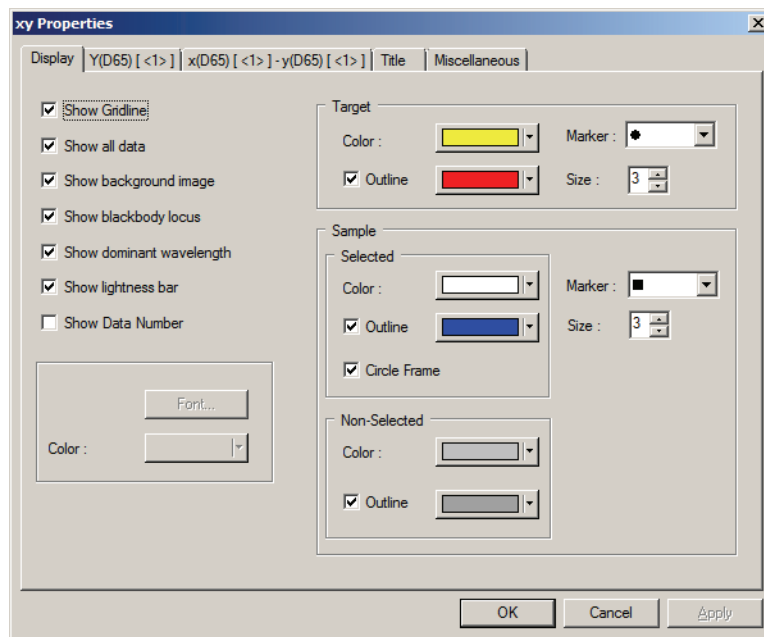 xy Properties
Display Y(D65) [ <1> ] x(D65) [ <1> ] - y(D65) [ <1> ] Title Miscellaneous
Show Gridline
Show all data
Show background image
Show blackbody locus
Show dominant wavelength
Show lightness bar
Show Data Number
Font...
Color :
Target
Color : Marker :
Outline Size : 3
Sample
Selected
Color : Marker :
Outline Size : 3
Circle Frame
Non-Selected
Color :
Outline
OK Cancel Apply